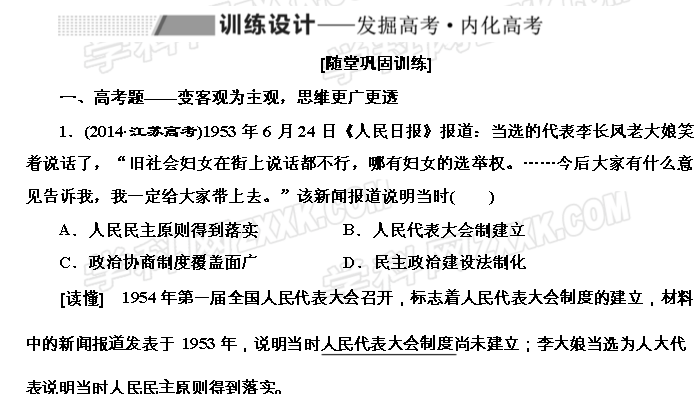 训练设计——发掘高考·内化高考
[随堂巩固训练]
一、高考题——变客观为主观，思维更广更透
1．(2014·江苏高考)1953年6月24日《人民日报》报道：当选的代表李长凤老大娘笑
着说话了，“旧社会妇女在街上说话都不行，哪有妇女的选举权。……今后大家有什么意
见告诉我，我一定给大家带上去。”该新闻报道说明当时(　　)
A．人民民主原则得到落实　　B．人民代表大会制建立
C．政治协商制度覆盖面广　　D．民主政治建设法制化
[读懂]　1954年第一届全国人民代表大会召开，标志着人民代表大会制度的建立，材料
中的新闻报道发表于1953年，说明当时人民代表大会制度尚未建立；李大娘当选为人大代
表说明当时人民民主原则得到落实。